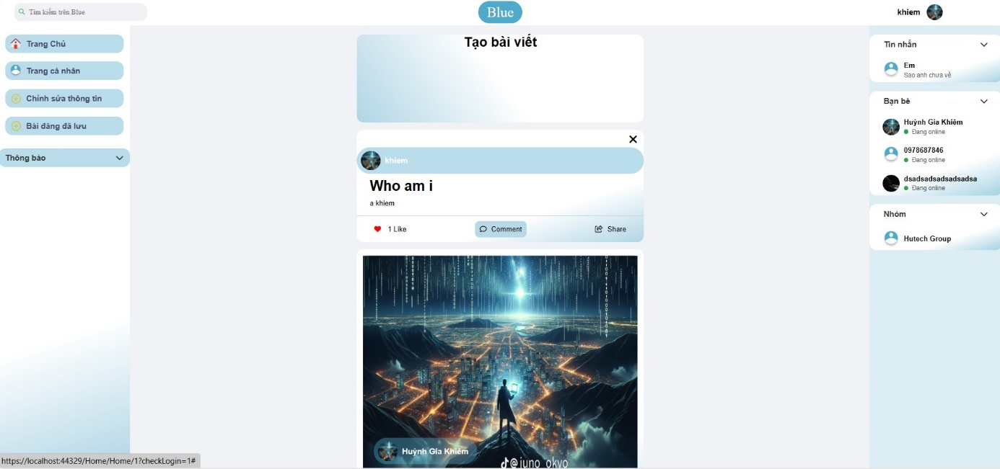 Tìm kiếm trên Blue
Blue
khiem
Trang Chủ
Trang cá nhân
Chỉnh sửa thông tin
Bài đăng đã lưu
Thông báo
Tạo bài viết
khiem
Who am i
a khiem
1 Like
Comment
Share
Huỳnh Gia Khiêm
@juno_okyo
Tin nhắn
Em
Sao anh chưa về
Bạn bè
Huỳnh Gia Khiêm
Đang online
0978687846
Đang online
dsadsadsadsadsadsa
Đang online
Nhóm
Hutech Group
https://localhost:44329/Home/Home/1?checkLogin=1#